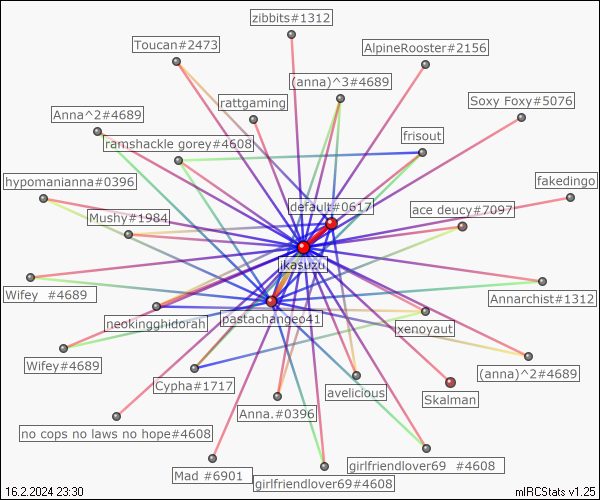 zibbits#1312
Toucan#2473
AlpineRooster#2156
(anna)^3#4689
rattgaming
Soxy Foxy#5076
Anna^2#4689
frisout
ramshackle gorey#4608
hypomanianna#0396
fakedingo
default#0617
ace deucy#7097
Mushy#1984
ikasuzu
Wifey  #4689
Annarchist#1312
pastachangeo41
neokingghidorah
xenoyaut
Wifey#4689
(anna)^2#4689
Cypha#1717
avelicious
Skalman
Anna.#0396
no cops no laws no hope#4608
girlfriendlover69  #4608
Mad #6901
girlfriendlover69#4608
16.2.2024 23:30
mIRCStats v1.25